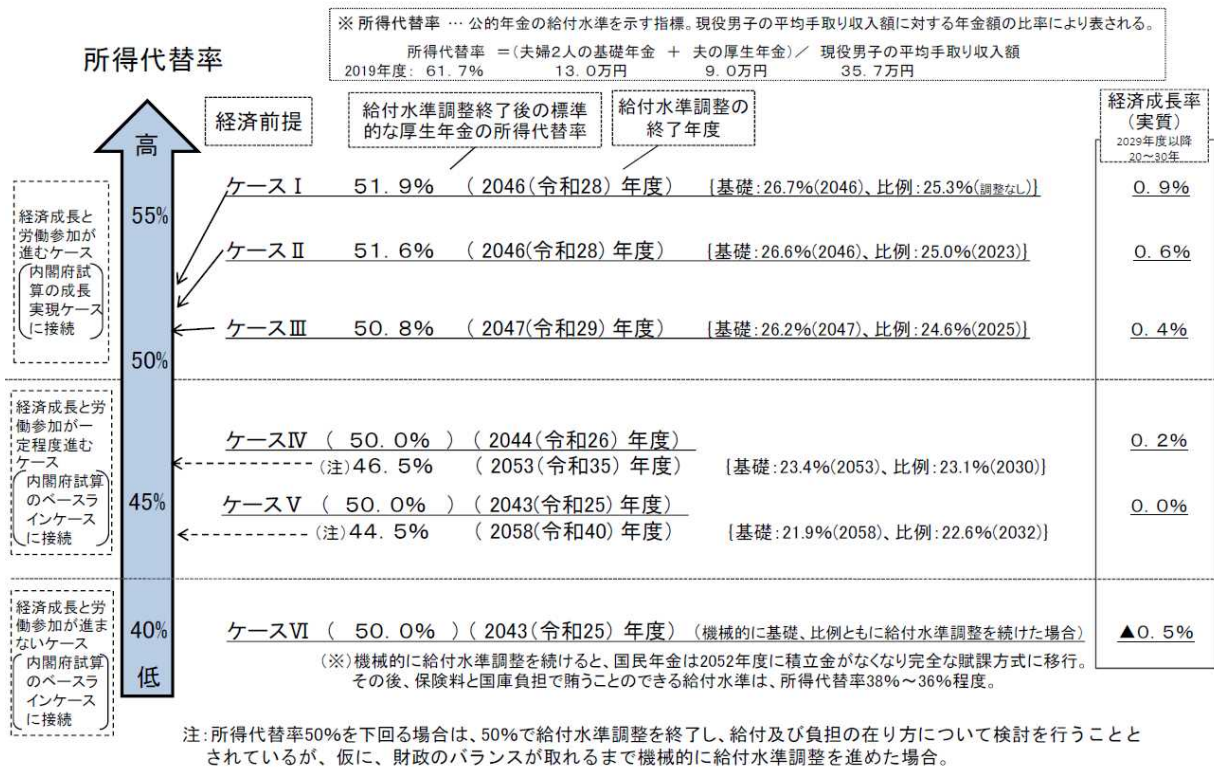 ※ 所得代替率 … 公的年金の給付水準を示す指標。現役男子の平均手取り収入額に対する年金額の比率により表される。
所得代替率 ＝(夫婦2人の基礎年金 ＋ 夫の厚生年金)／ 現役男子の平均手取り収入額
2019年度: 61.7% 13.0万円 9.0万円 35.7万円
所得代替率
高
経済前提
給付水準調整終了後の標準
的な厚生年金の所得代替率
給付水準調整の
終了年度
経済成長率
(実質)
2029年度以降
20～30年
経済成長と
労働参加が
進むケース
内閣府試
算の成長
実現ケース
に接続
55%
50%
ケースⅠ 51.9% ( 2046(令和28) 年度) {基礎:26.7%(2046)、比例:25.3%(調整なし)} 0.9%
ケースⅡ 51.6% ( 2046(令和28) 年度) {基礎:26.6%(2046)、比例:25.0%(2023)} 0.6%
ケースⅢ 50.8% ( 2047(令和29) 年度) {基礎:26.2%(2047)、比例:24.6%(2025)} 0.4%
経済成長と労
働参加が一
定程度進む
ケース
内閣府試算
のベースラ
インケース
に接続
45%
ケースⅣ ( 50.0% ) ( 2044(令和26) 年度) 0.2%
(注)46.5% ( 2053(令和35) 年度) {基礎:23.4%(2053)、比例:23.1%(2030)}
ケースⅤ ( 50.0% ) ( 2043(令和25) 年度) 0.0%
(注)44.5% ( 2058(令和40) 年度) {基礎:21.9%(2058)、比例:22.6%(2032)}
経済成長と労
働参加が進ま
ないケース
内閣府試算
のベースラ
インケース
に接続
40%
低
ケースⅥ ( 50.0% ) ( 2043(令和25) 年度) (機械的に基礎、比例ともに給付水準調整を続けた場合) ▲0.5%
(※)機械的に給付水準調整を続けると、国民年金は2052年度に積立金がなくなり完全な賦課方式に移行。
その後、保険料と国庫負担で賄うことのできる給付水準は、所得代替率38%～36%程度。
注:所得代替率50%を下回る場合は、50%で給付水準調整を終了し、給付及び負担の在り方について検討を行うことと
されているが、仮に、財政のバランスが取れるまで機械的に給付水準調整を進めた場合。